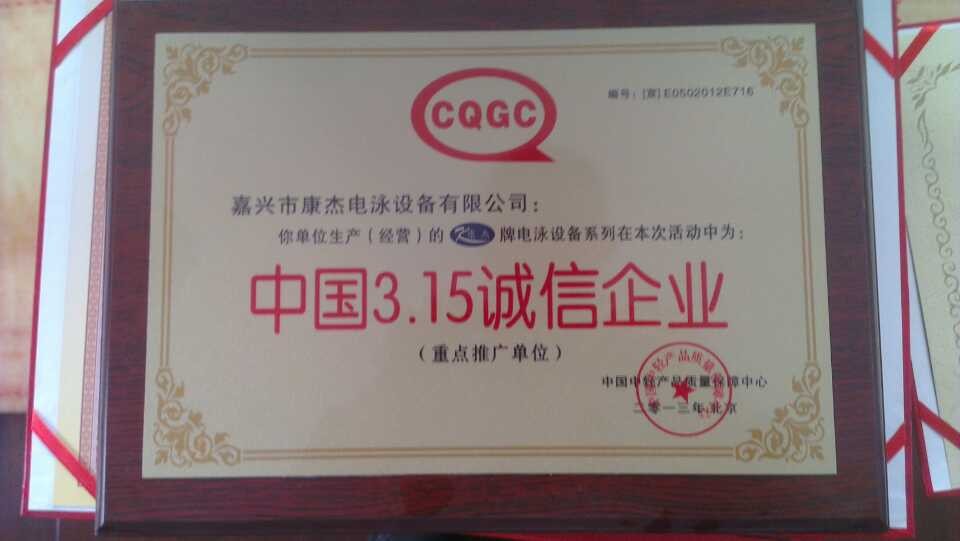 CQGC
编号：[京]E0502012E716
嘉兴市康杰电泳设备有限公司：
你单位生产（经营）的 牌电泳设备系列在本次活动中为：
中国3.15诚信企业
（重点推广单位）
中国中轻产品质量保障中心
二零一三年北京